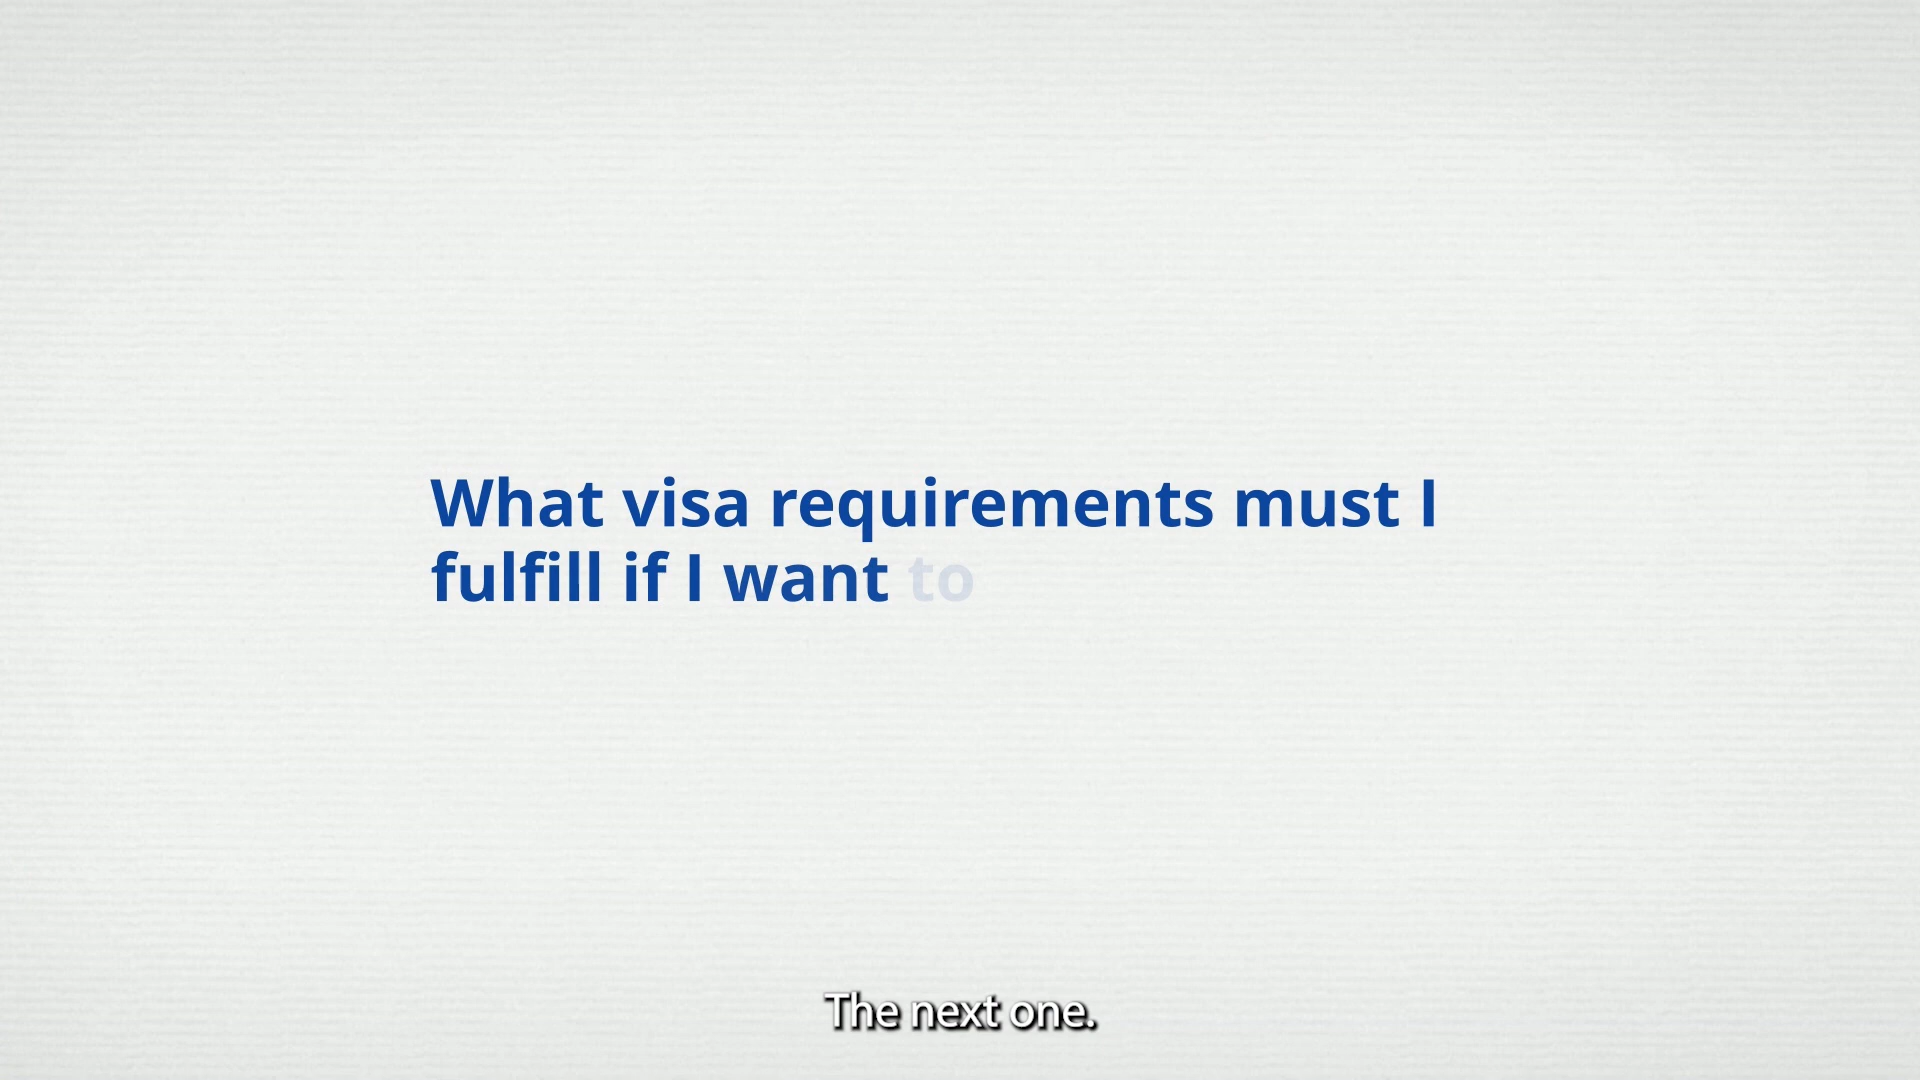 What visa requirements must I
fulfill if I want to
The next one.